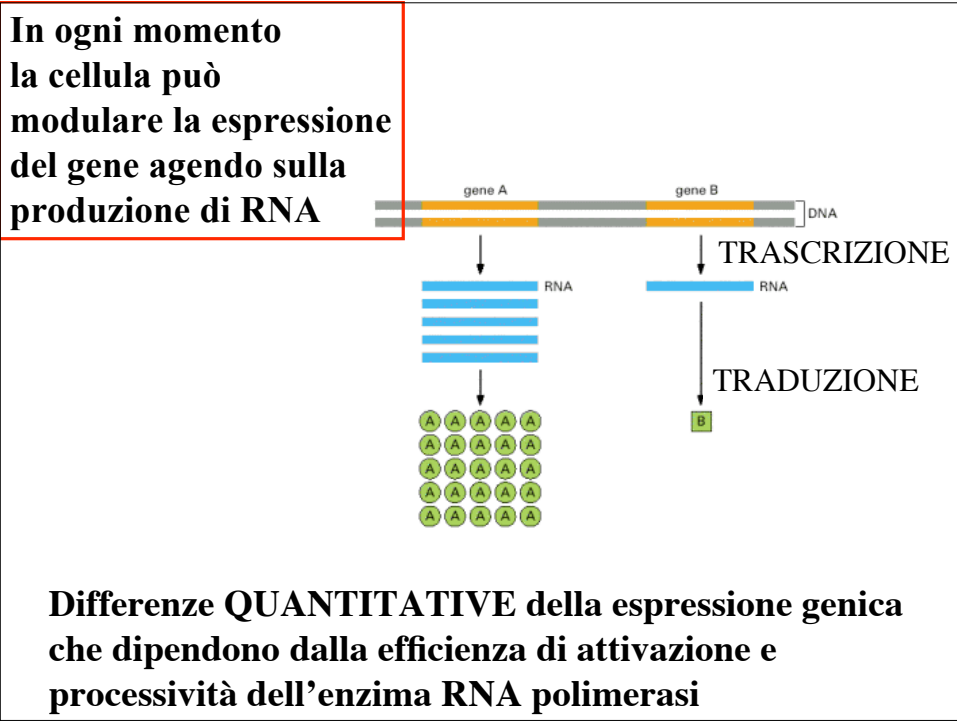 In ogni momento
la cellula può
modulare la espressione
del gene agendo sulla
produzione di RNA
gene A
gene B
DNA
TRASCRIZIONE
RNA
RNA
TRADUZIONE
A A A A A
B
A A A A A
A A A A A
A A A A A
A A A A A
Differenze QUANTITATIVE della espressione genica
che dipendono dalla efficienza di attivazione e
processività dell’enzima RNA polimerasi